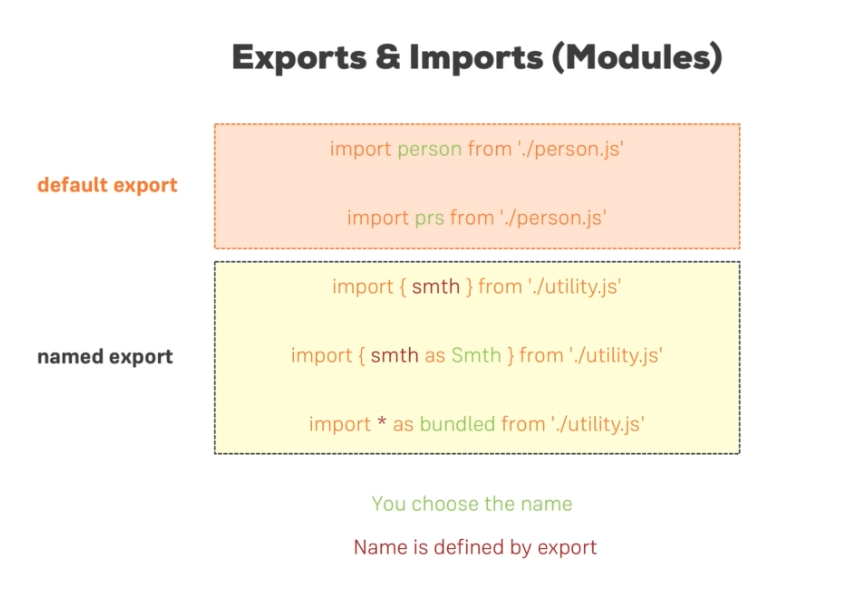 Exports & Imports (Modules)
default export
import person from './person.js'
import prs from './person.js'
named export
import { smth } from './utility.js'
import { smth as Smth } from './utility.js'
import * as bundled from './utility.js'
You choose the name
Name is defined by export